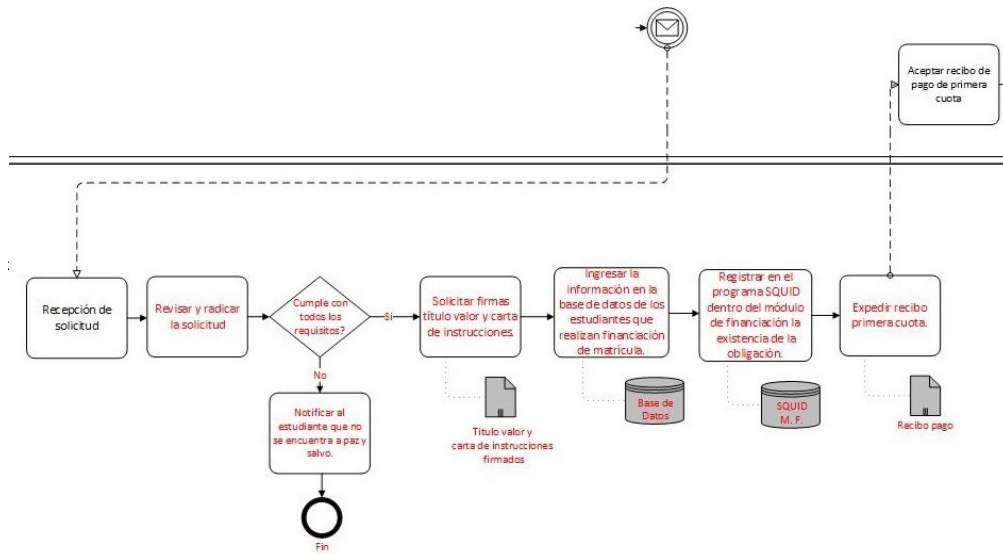 Aceptar recibo de
pago de primera
cuota
Recepción de
solicitud
Revisar y radicar
la solicitud
Cumple con
todos los
requisitos?
Si
Solicitar firmas
título valor y carta
de instrucciones.
Ingresar la
información en la
base de datos de los
estudiantes que
realizan financiación
de matrícula.
Registrar en el
programa SQUID
dentro del módulo
de financiación la
existencia de la
obligación.
Expedir recibo
primera cuota.
No
Notificar al
estudiante que no
se encuentra a paz y
salvo.
Fin
Titulo valor y
carta de instrucciones
firmados
Base de
Datos
SQUID
M. F.
Recibo pago